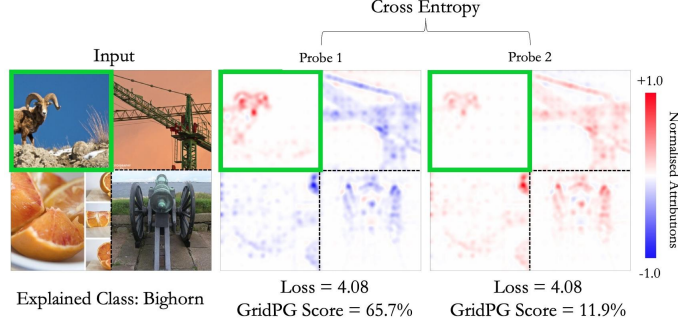 Cross Entropy
Input
Probe 1
Probe 2
+1.0
Normalised Attributions
-1.0
Explained Class: Bighorn
Loss = 4.08
GridPG Score = 65.7%
Loss = 4.08
GridPG Score = 11.9%